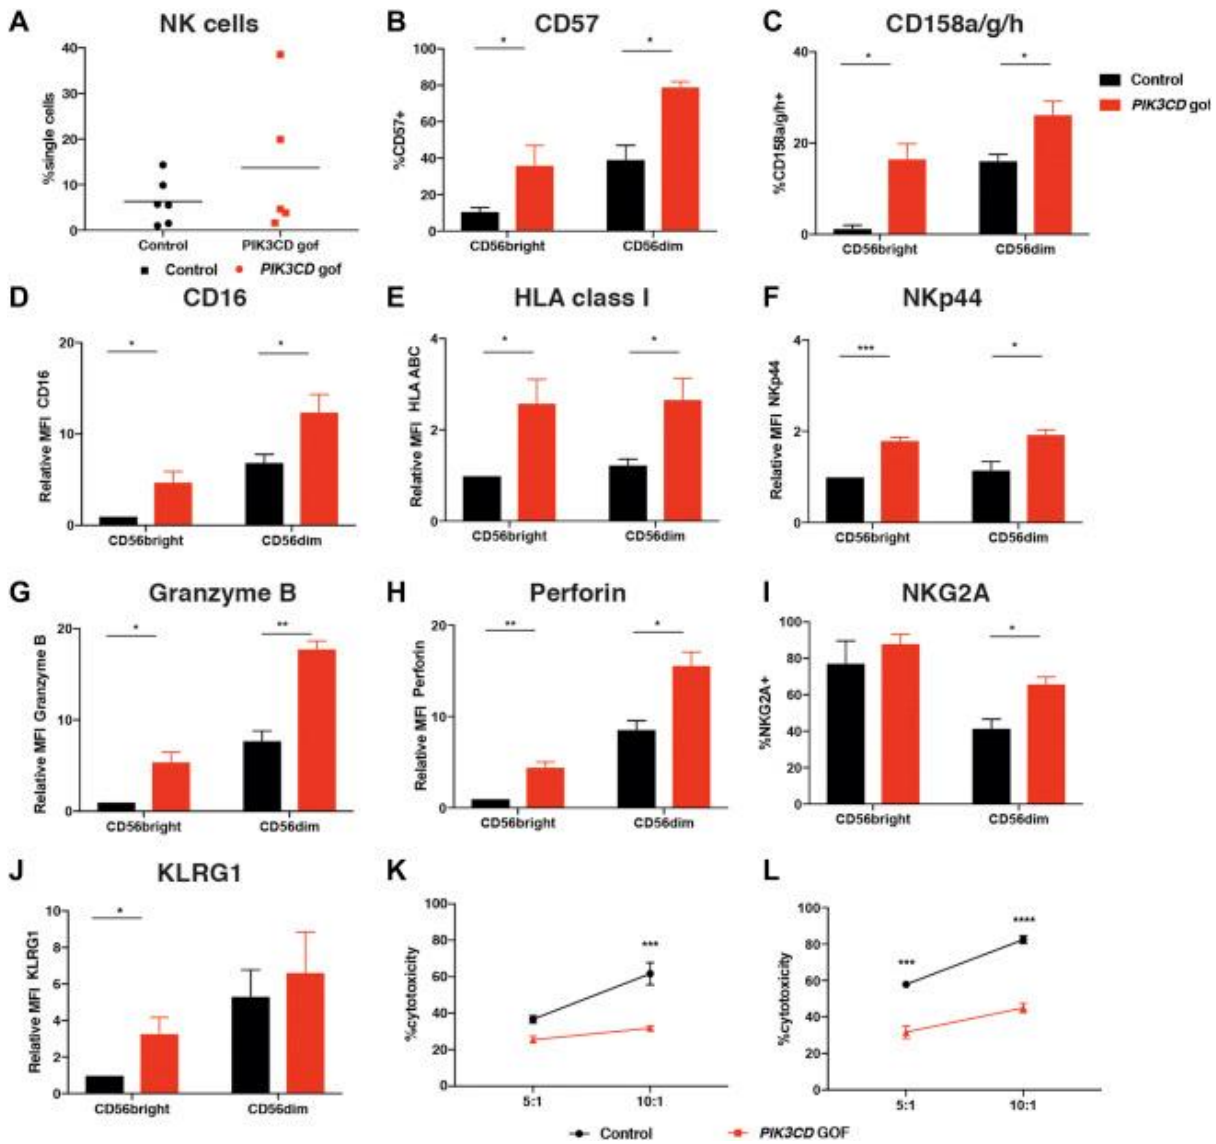 A NK cells
40
30
20
10
0
%single cells
Control PIK3CD gof
■ Control ● PIK3CD gof
B CD57
100
80
60
40
20
0
%CD57+
* *
CD56bright CD56dim
C CD158a/g/h
40
20
0
%CD158a/g/h+
* *
CD56bright CD56dim
Control
PIK3CD gof
D CD16
20
10
0
Relative MFI CD16
* *
CD56bright CD56dim
E HLA class I
4
2
0
Relative MFI HLA ABC
* *
CD56bright CD56dim
F NKp44
4
2
0
Relative MFI NKp44
*** *
CD56bright CD56dim
G Granzyme B
20
10
0
Relative MFI Granzyme B
* **
CD56bright CD56dim
H Perforin
20
10
0
Relative MFI Perforin
** *
CD56bright CD56dim
I NKG2A
100
80
60
40
20
0
%NKG2A+
*
CD56bright CD56dim
J KLRG1
10
8
6
4
2
0
Relative MFI KLRG1
*
CD56bright CD56dim
K
100
80
60
40
20
0
%cytotoxicity
***
5:1 10:1
L
100
80
60
40
20
0
%cytotoxicity
*** ****
5:1 10:1
Control PIK3CD GOF